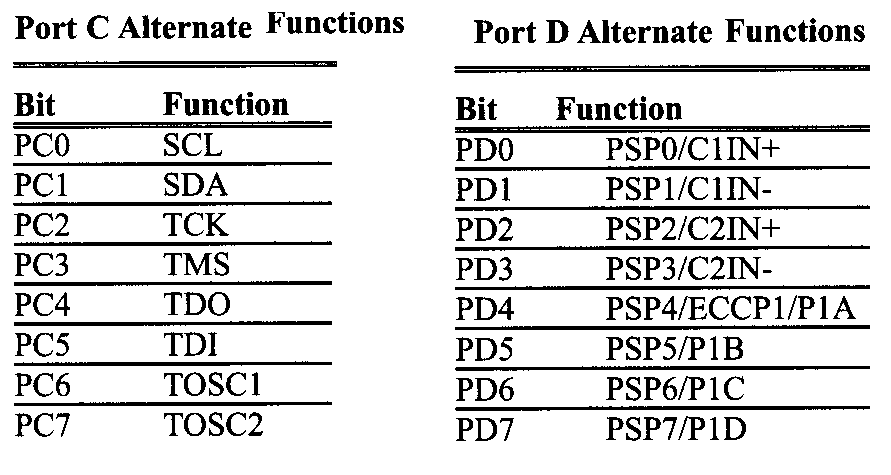 Port C Alternate Functions
Bit Function
PC0 SCL
PC1 SDA
PC2 TCK
PC3 TMS
PC4 TDO
PC5 TDI
PC6 TOSC1
PC7 TOSC2
Port D Alternate Functions
Bit Function
PD0 PSP0/C1IN+
PD1 PSP1/C1IN-
PD2 PSP2/C2IN+
PD3 PSP3/C2IN-
PD4 PSP4/ECCP1/P1A
PD5 PSP5/P1B
PD6 PSP6/P1C
PD7 PSP7/P1D